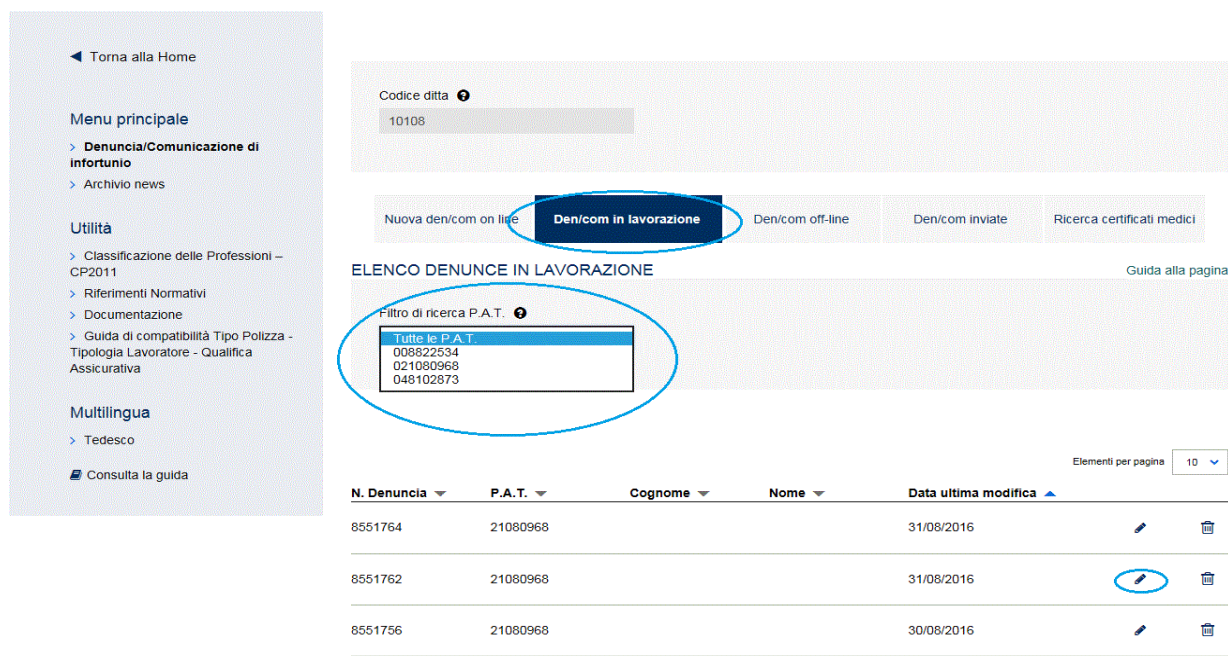 Torna alla Home
Menu principale
> Denuncia/Comunicazione di
infortunio
> Archivio news
Utilità
> Classificazione delle Professioni –
CP2011
> Riferimenti Normativi
> Documentazione
> Guida di compatibilità Tipo Polizza -
Tipologia Lavoratore - Qualifica
Assicurativa
Multilingua
> Tedesco
Consulta la guida
Codice ditta ?
10108
Nuova den/com on line Den/com in lavorazione Den/com off-line Den/com inviate Ricerca certificati medici
ELENCO DENUNCE IN LAVORAZIONE Guida alla pagina
Filtro di ricerca P.A.T. ?
Tutte le P.A.T.
008822534
021080968
048102873
Elementi per pagina 10
N. Denuncia P.A.T. Cognome Nome Data ultima modifica
8551764 21080968 31/08/2016
8551762 21080968 31/08/2016
8551756 21080968 30/08/2016